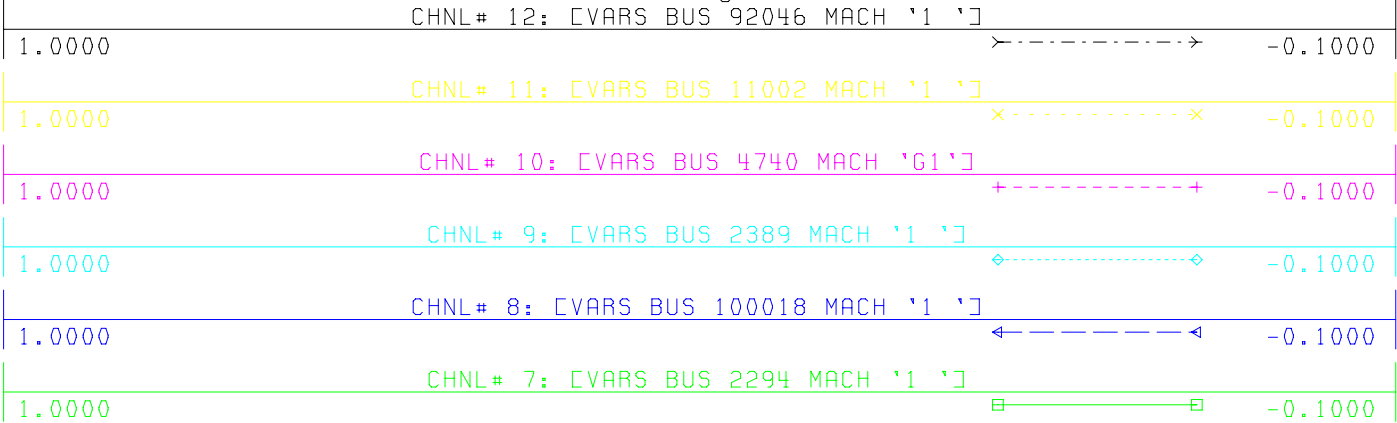 CHNL# 12: [VARS BUS 92046 MACH '1 ']
1.0000 -0.1000
CHNL# 11: [VARS BUS 11002 MACH '1 ']
1.0000 -0.1000
CHNL# 10: [VARS BUS 4740 MACH 'G1']
1.0000 -0.1000
CHNL# 9: [VARS BUS 2389 MACH '1 ']
1.0000 -0.1000
CHNL# 8: [VARS BUS 100018 MACH '1 ']
1.0000 -0.1000
CHNL# 7: [VARS BUS 2294 MACH '1 ']
1.0000 -0.1000